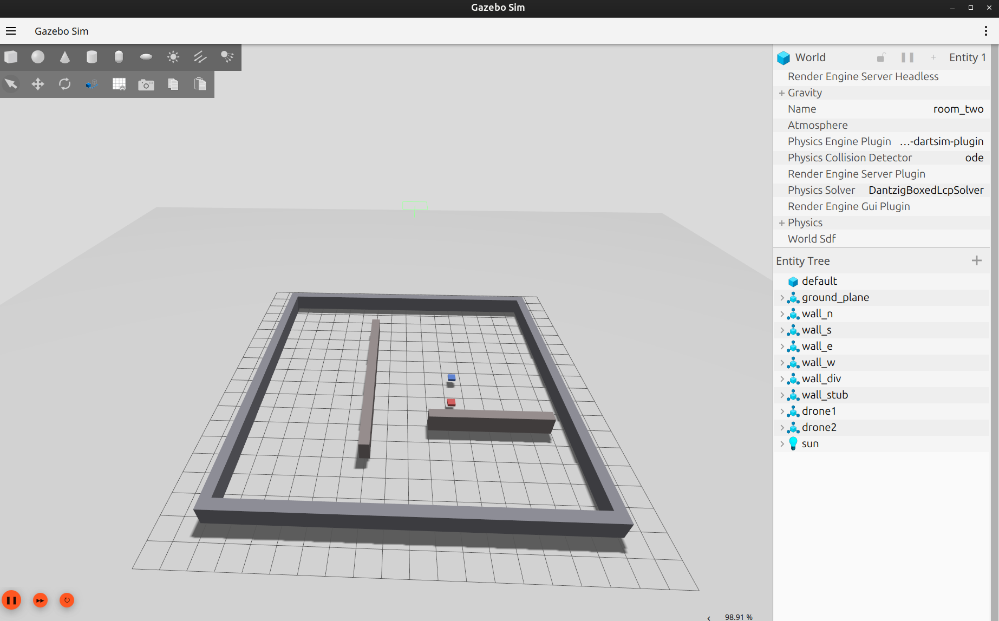 Gazebo Sim
Gazebo Sim
World Entity 1
Render Engine Server Headless
Gravity
Name room_two
Atmosphere
Physics Engine Plugin …-dartsim-plugin
Physics Collision Detector ode
Render Engine Server Plugin
Physics Solver DantzigBoxedLcpSolver
Render Engine Gui Plugin
Physics
World Sdf
Entity Tree
default
ground_plane
wall_n
wall_s
wall_e
wall_w
wall_div
wall_stub
drone1
drone2
sun
98.91 %